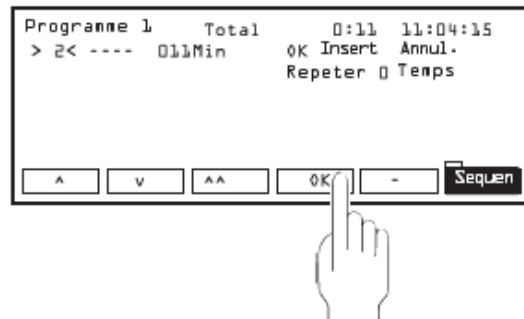 Programme 1 Total 0:11 11:04:15
> 2< ---- 011Min OK Insert Annul.
Repeter 0 Temps
^ v ^^ OK - Sequen